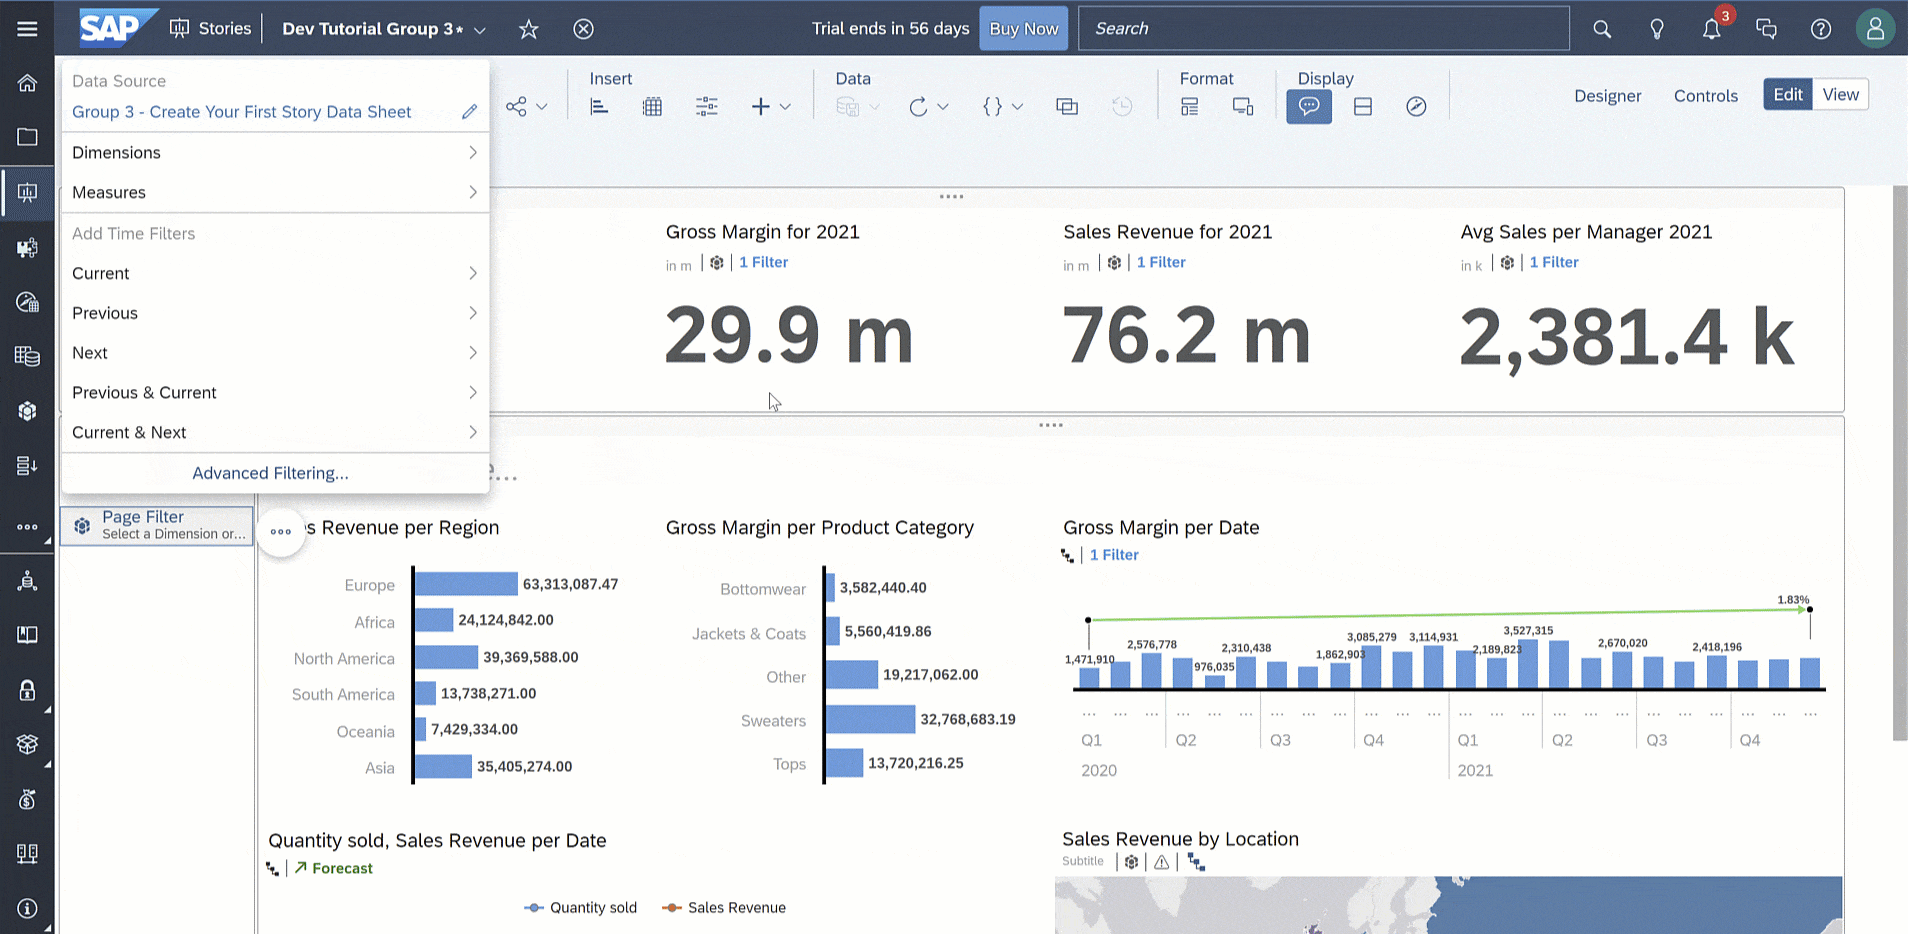 SAP Stories Dev Tutorial Group 3* Trial ends in 56 days Buy Now Search 3
Data Source
Group 3 - Create Your First Story Data Sheet
Dimensions
Measures
Add Time Filters
Current
Previous
Next
Previous & Current
Current & Next
Advanced Filtering...
Insert Data Format Display
Designer Controls Edit View
Gross Margin for 2021
in m 1 Filter
29.9 m
Sales Revenue for 2021
in m 1 Filter
76.2 m
Avg Sales per Manager 2021
in k 1 Filter
2,381.4 k
Page Filter
Select a Dimension or...
s Revenue per Region
Europe 63,313,087.47
Africa 24,124,842.00
North America 39,369,588.00
South America 13,738,271.00
Oceania 7,429,334.00
Asia 35,405,274.00
Gross Margin per Product Category
Bottomwear 3,582,440.40
Jackets & Coats 5,560,419.86
Other 19,217,062.00
Sweaters 32,768,683.19
Tops 13,720,216.25
Gross Margin per Date
1 Filter
1.83%
1,471,910 2,576,778 976,035 2,310,438 1,862,903 3,085,279 3,114,931 2,189,823 3,527,315 2,670,020 2,418,196
... ... ... ... ... ... ... ... ... ... ... ... ... ... ... ... ... ... ... ... ... ... ... ...
Q1 Q2 Q3 Q4 Q1 Q2 Q3 Q4
2020 2021
Quantity sold, Sales Revenue per Date
Forecast
Quantity sold Sales Revenue
Sales Revenue by Location
Subtitle